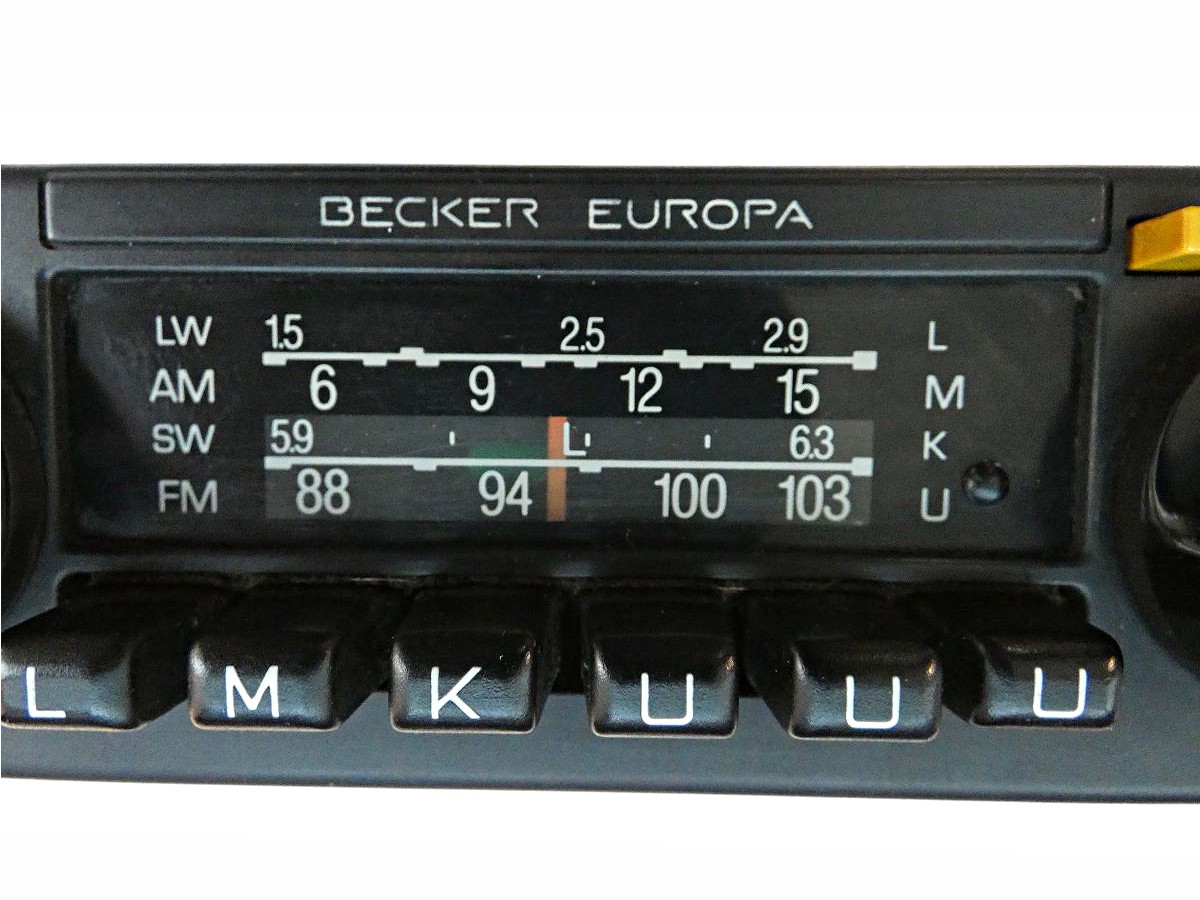 BECKER EUROPA
LW 1.5 2.5 2.9 L
AM 6 9 12 15 M
SW 5.9 L 6.3 K
FM 88 94 100 103 U
L M K U U U